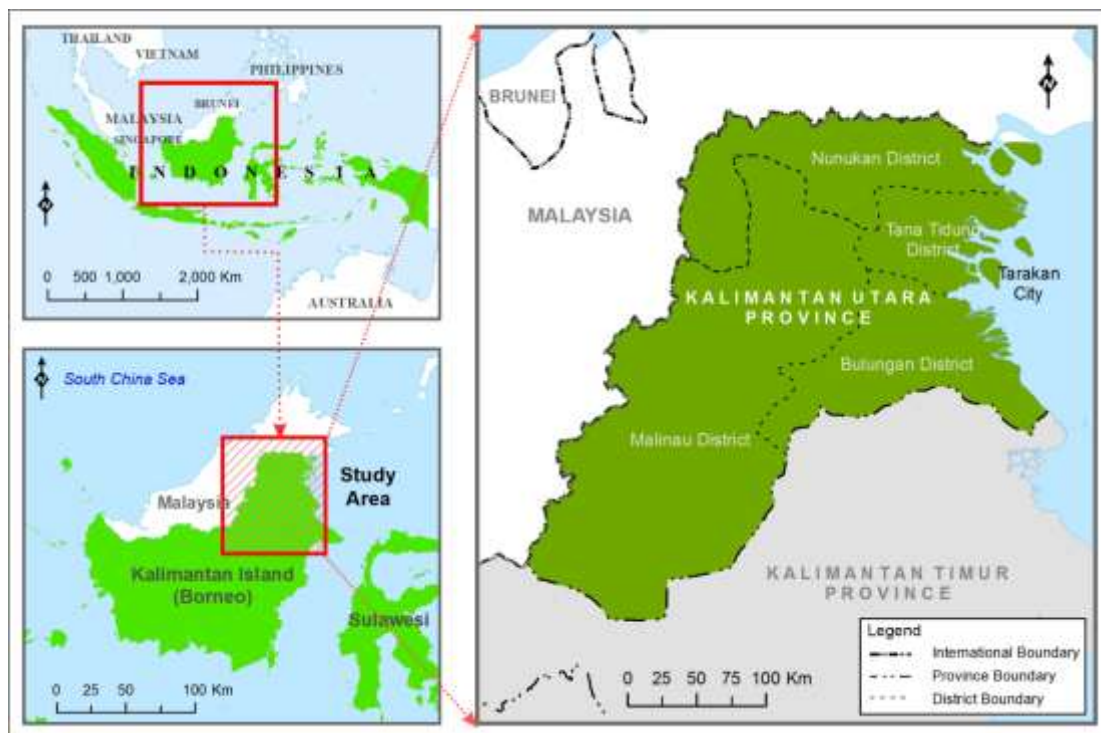 THAILAND
VIETNAM
PHILIPPINES
BRUNEI
MALAYSIA
SINGAPORE
I N D O N E S I A
N
0 500 1,000 2,000 Km
AUSTRALIA
N
South China Sea
Study
Area
Malaysia
Kalimantan Island
(Borneo)
Sulawesi
0 25 50 100 Km
BRUNEI
N
Nunukan District
MALAYSIA
Tana Tidung
District
Tarakan
City
KALIMANTAN UTARA
PROVINCE
Bulungan District
Malinau District
KALIMANTAN TIMUR
PROVINCE
0 25 50 100 Km
Legend
International Boundary
Province Boundary
District Boundary